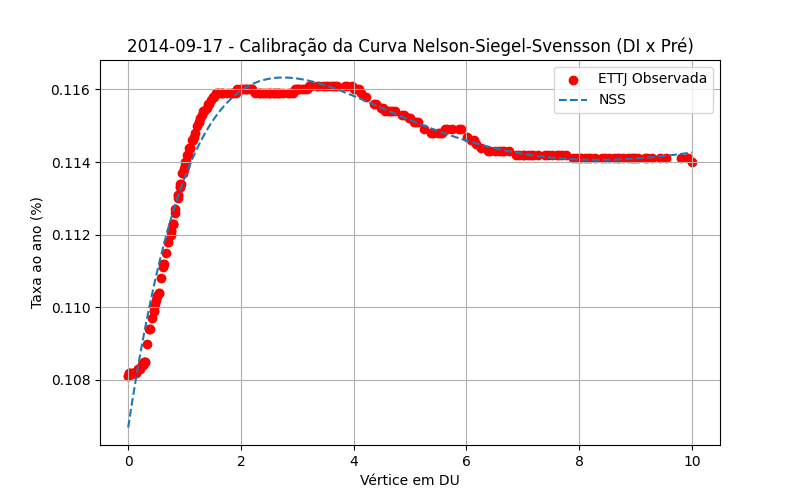 2014-09-17 - Calibração da Curva Nelson-Siegel-Svensson (DI x Pré)
ETTJ Observada
NSS
0.116
0.114
0.112
0.110
0.108
Taxa ao ano (%)
0 2 4 6 8 10
Vértice em DU